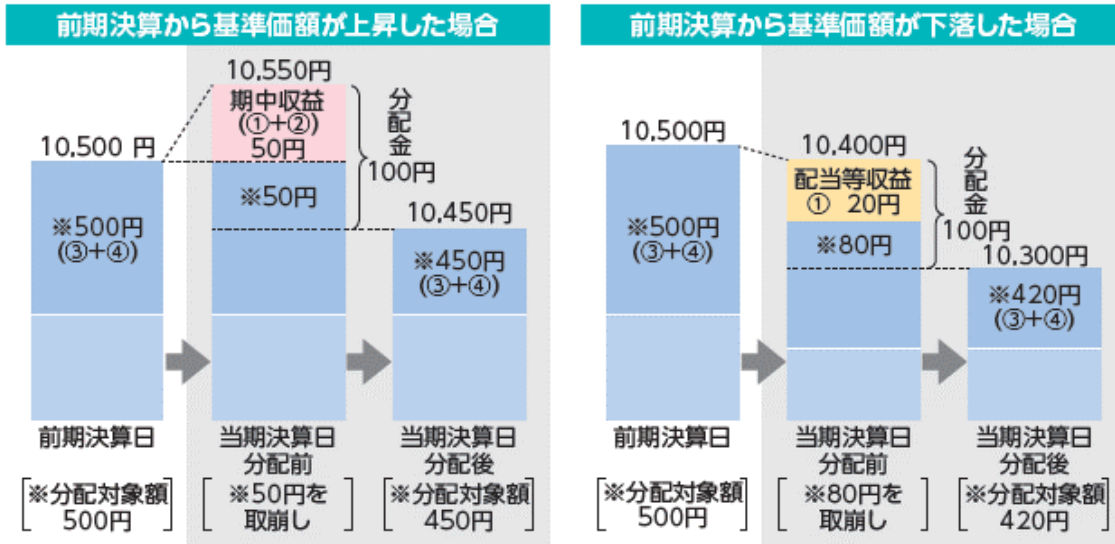 前期決算から基準価額が上昇した場合
10,550円
期中収益
(①+②)
50円
分配金
100円
10,500 円
※500円
(③+④)
※50円
10,450円
※450円
(③+④)
前期決算日
当期決算日
分配前
当期決算日
分配後
※分配対象額
500円
※50円を
取崩し
※分配対象額
450円
前期決算から基準価額が下落した場合
10,500円
※500円
(③+④)
10,400円
配当等収益
① 20円
※80円
分配金
100円
10,300円
※420円
(③+④)
前期決算日
当期決算日
分配前
当期決算日
分配後
※分配対象額
500円
※80円を
取崩し
※分配対象額
420円